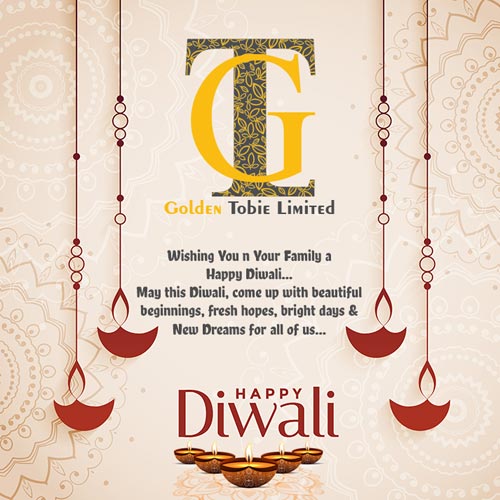 TG
Golden Tobie Limited
Wishing You n Your Family a
Happy Diwali...
May this Diwali, come up with beautiful
beginnings, fresh hopes, bright days &
New Dreams for all of us...
HAPPY
Diwali